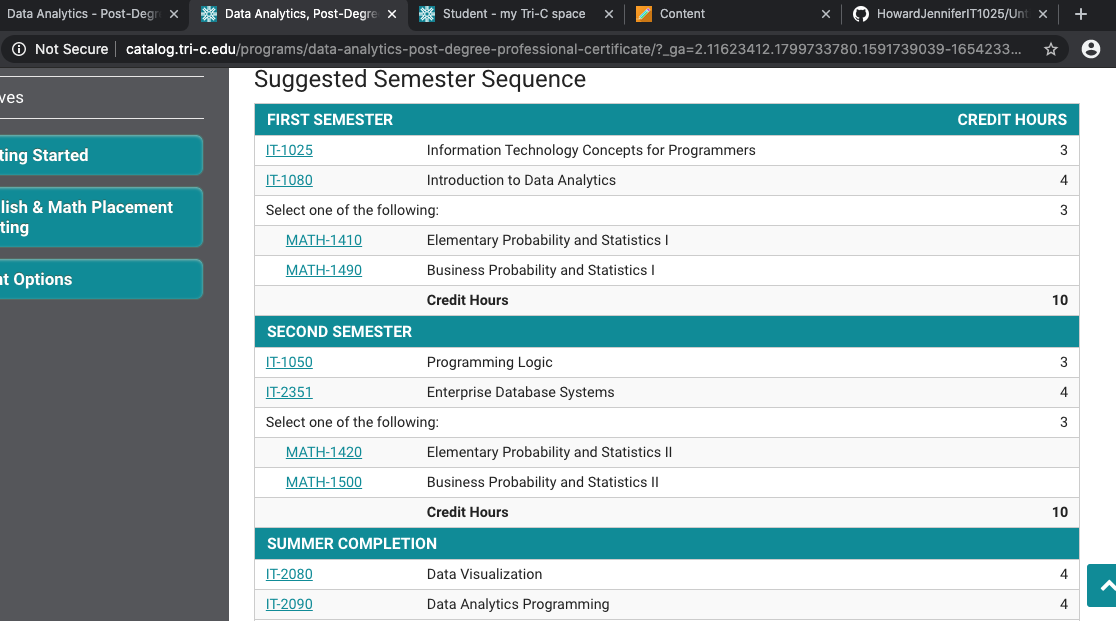 Data Analytics - Post-Degre
Data Analytics, Post-Degre
Student - my Tri-C space
Content
HowardJenniferIT1025/Unt
Not Secure
catalog.tri-c.edu/programs/data-analytics-post-degree-professional-certificate/?_ga=2.11623412.1799733780.1591739039-1654233...
ves
ting Started
lish & Math Placement
ting
nt Options
Suggested Semester Sequence
FIRST SEMESTER CREDIT HOURS
IT-1025 Information Technology Concepts for Programmers 3
IT-1080 Introduction to Data Analytics 4
Select one of the following: 3
MATH-1410 Elementary Probability and Statistics I
MATH-1490 Business Probability and Statistics I
Credit Hours 10
SECOND SEMESTER
IT-1050 Programming Logic 3
IT-2351 Enterprise Database Systems 4
Select one of the following: 3
MATH-1420 Elementary Probability and Statistics II
MATH-1500 Business Probability and Statistics II
Credit Hours 10
SUMMER COMPLETION
IT-2080 Data Visualization 4
IT-2090 Data Analytics Programming 4